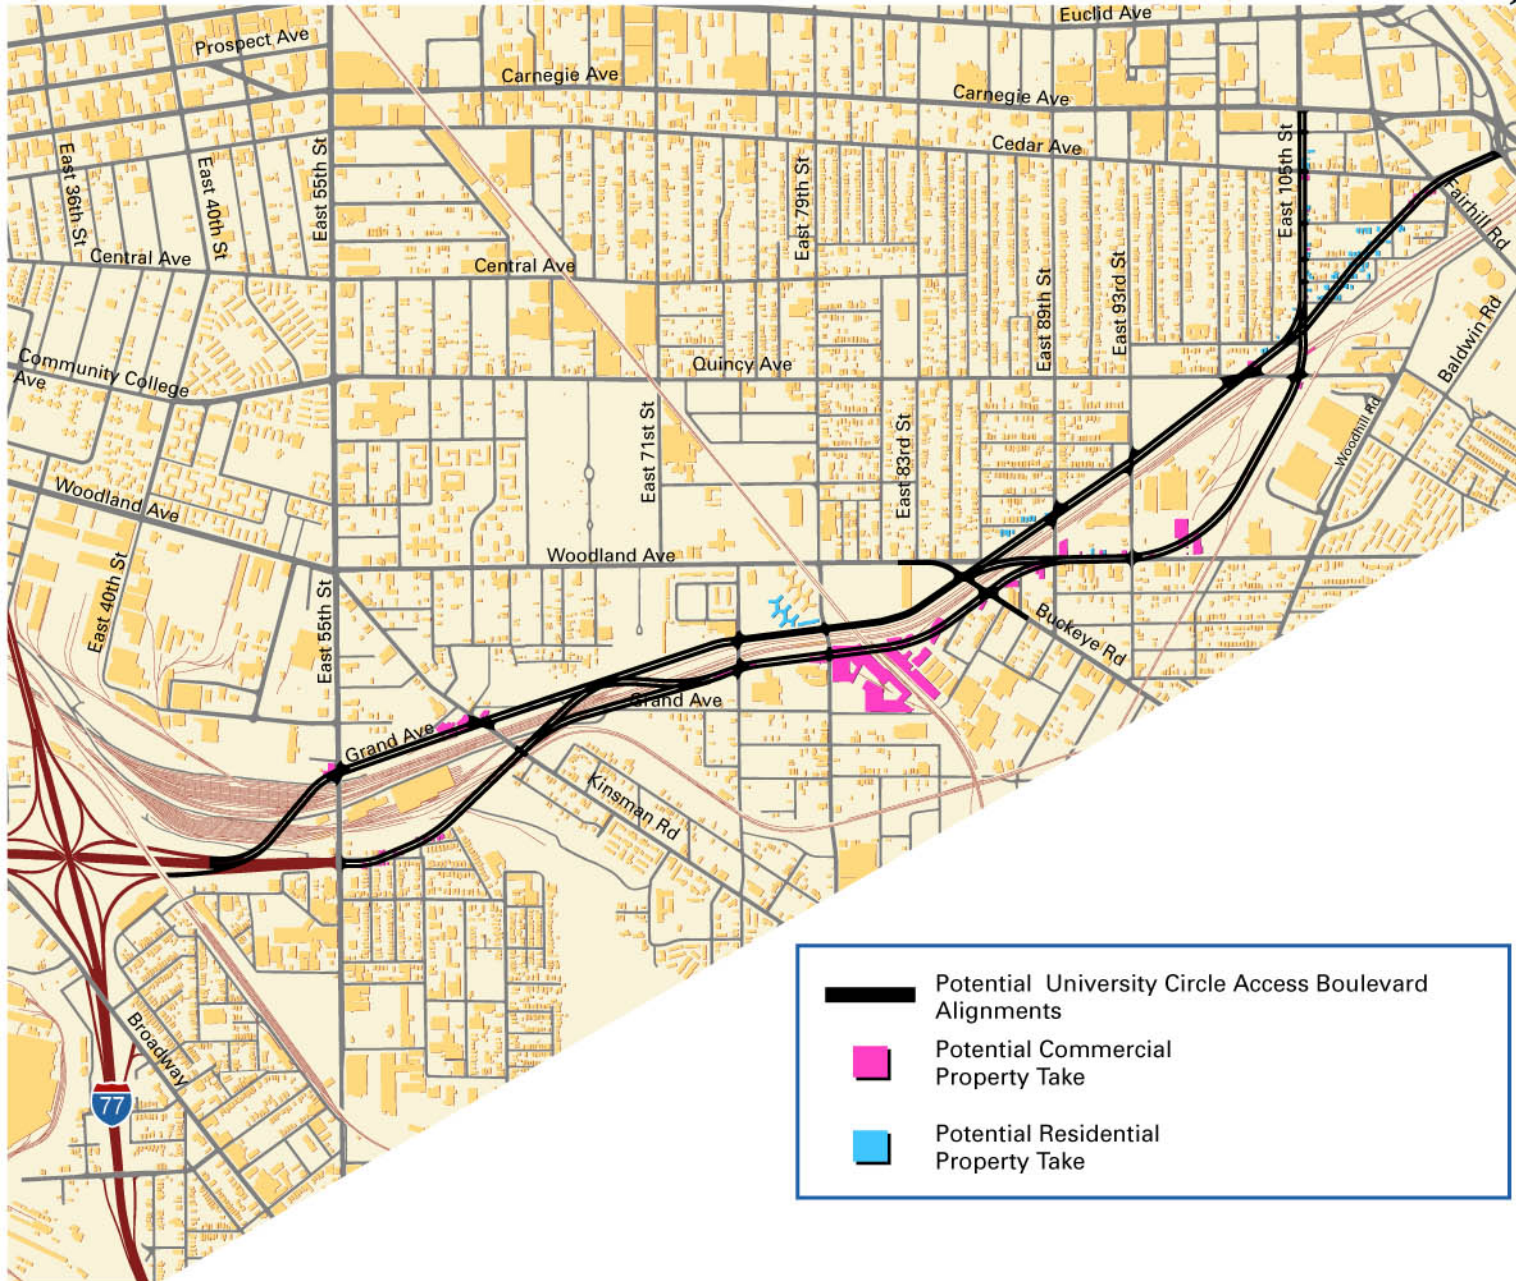 Euclid Ave
Prospect Ave
Carnegie Ave
Carnegie Ave
Cedar Ave
East 36th St
East 40th St
East 55th St
East 79th St
East 105th St
Fairhill Rd
Central Ave
Central Ave
East 89th St
East 93rd St
Baldwin Rd
Community College
Ave
Quincy Ave
East 71st St
East 83rd St
Woodhill Rd
Woodland Ave
Woodland Ave
East 40th St
East 55th St
Buckeye Rd
Grand Ave
Grand Ave
Kinsman Rd
Broadway
77
Potential University Circle Access Boulevard
Alignments
Potential Commercial
Property Take
Potential Residential
Property Take